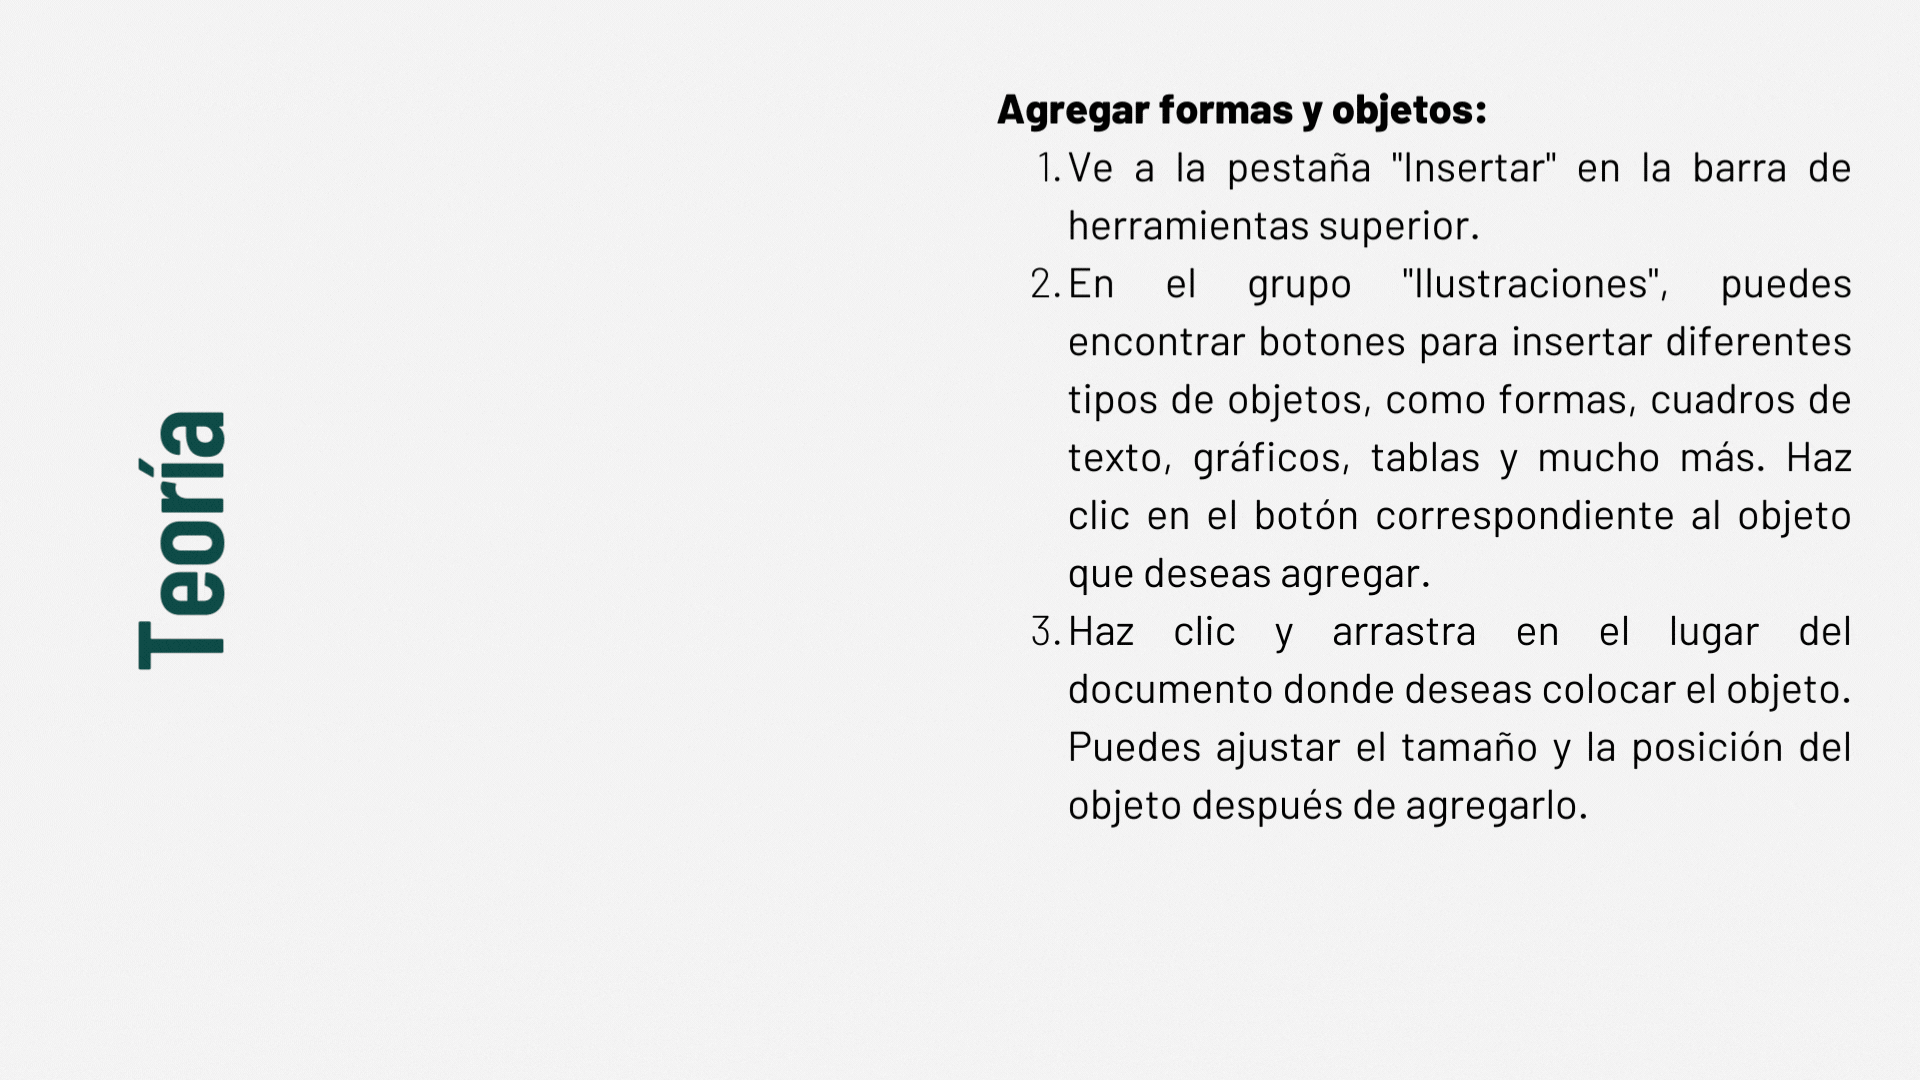 Teoría
Agregar formas y objetos:
1. Ve a la pestaña "Insertar" en la barra de
herramientas superior.
2. En el grupo "Ilustraciones", puedes
encontrar botones para insertar diferentes
tipos de objetos, como formas, cuadros de
texto, gráficos, tablas y mucho más. Haz
clic en el botón correspondiente al objeto
que deseas agregar.
3. Haz clic y arrastra en el lugar del
documento donde deseas colocar el objeto.
Puedes ajustar el tamaño y la posición del
objeto después de agregarlo.